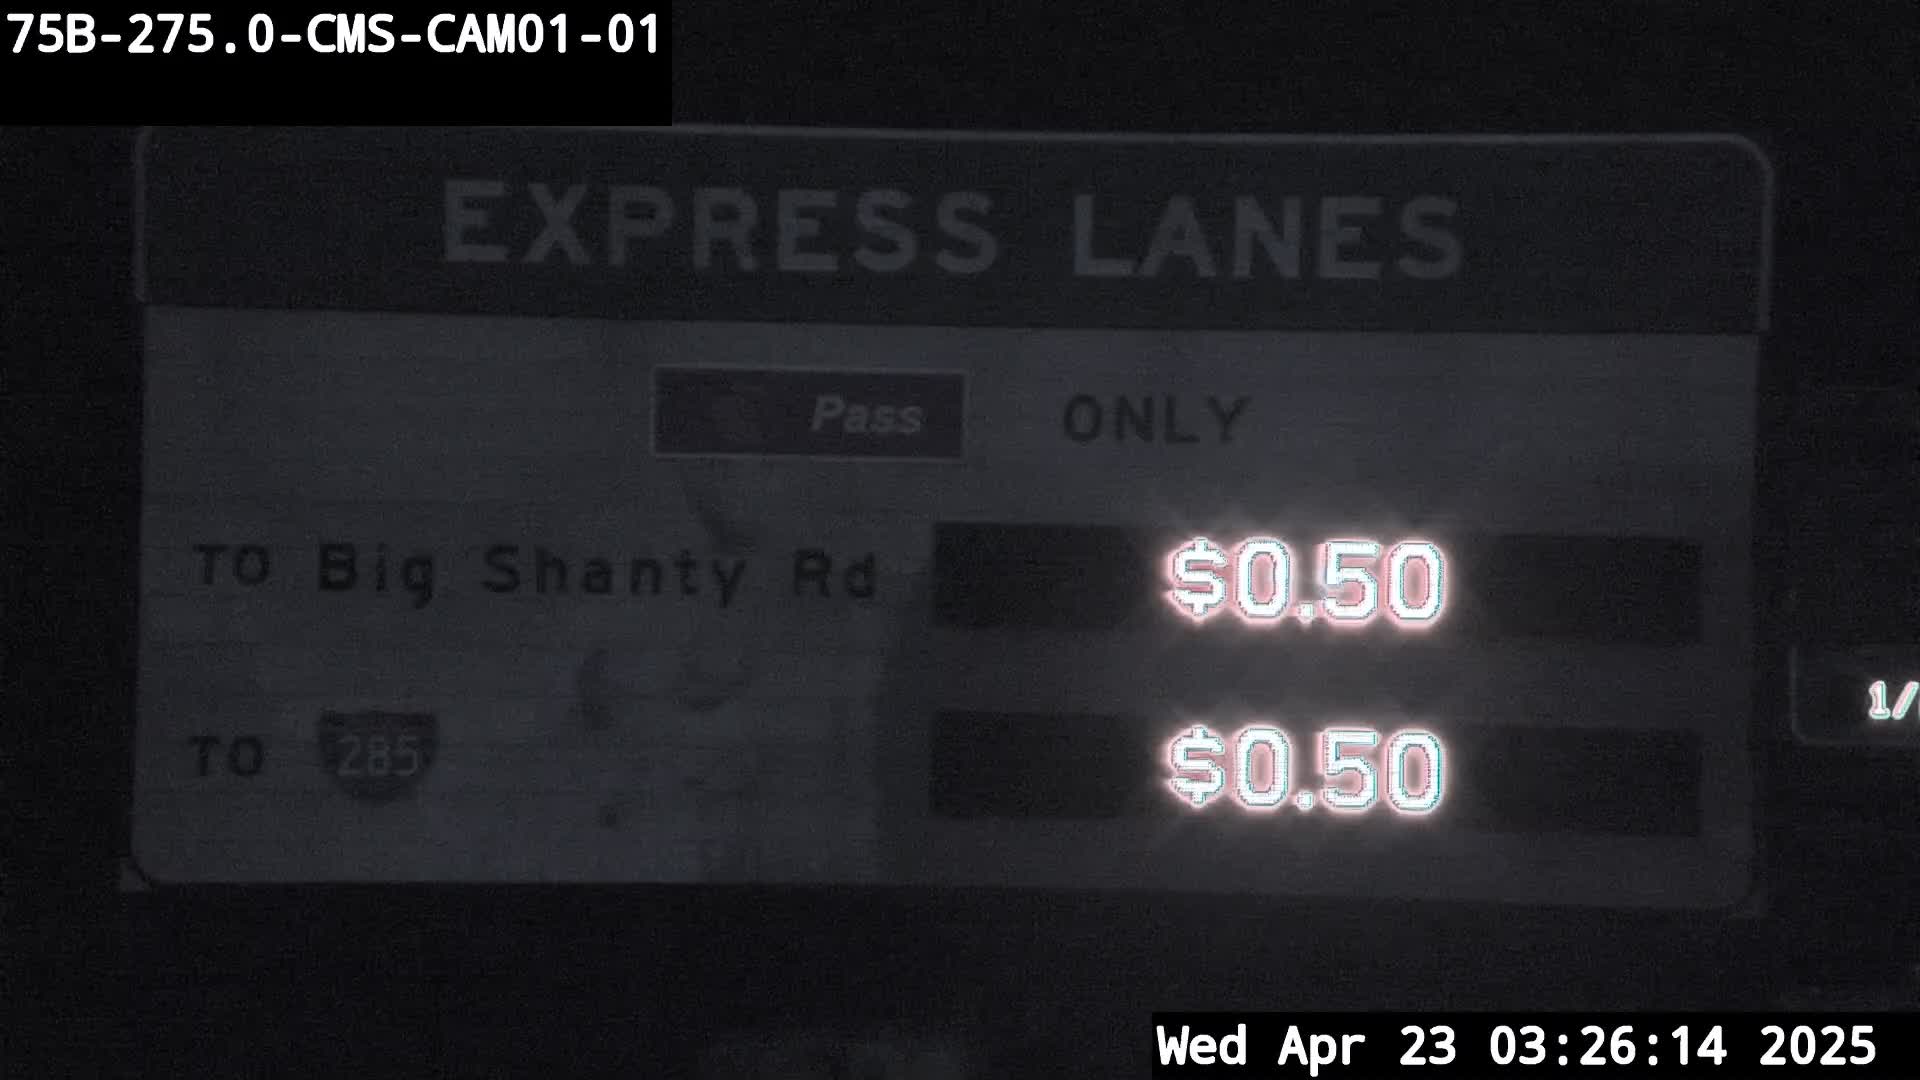 75B-275.0-CMS-CAM01-01
EXPRESS LANES
Pass ONLY
TO Big Shanty Rd $0.50
TO 285 $0.50
1/
Wed Apr 23 03:26:14 2025